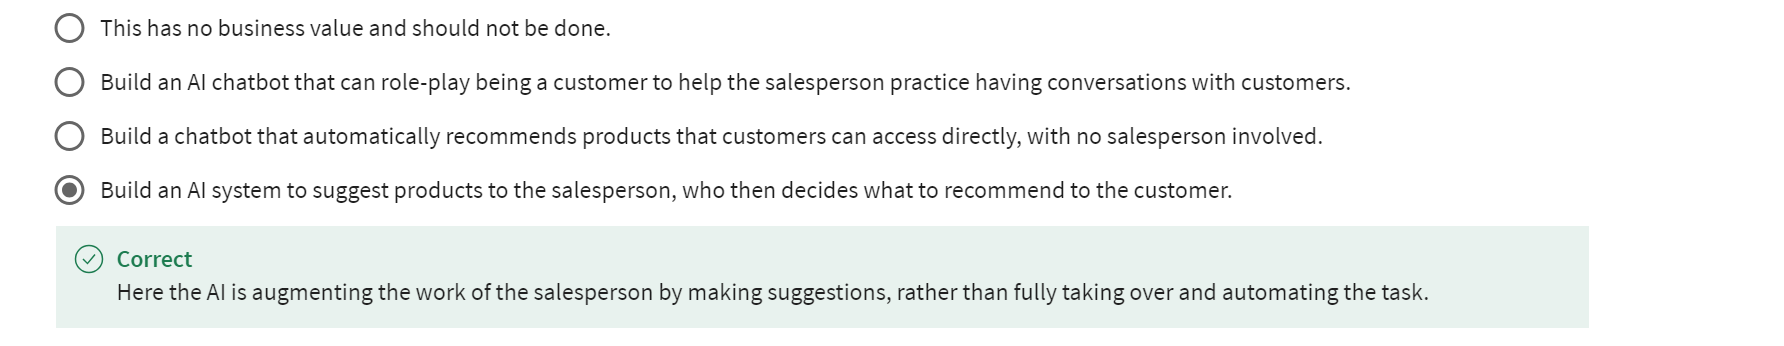 This has no business value and should not be done.
Build an AI chatbot that can role-play being a customer to help the salesperson practice having conversations with customers.
Build a chatbot that automatically recommends products that customers can access directly, with no salesperson involved.
Build an AI system to suggest products to the salesperson, who then decides what to recommend to the customer.
Correct
Here the AI is augmenting the work of the salesperson by making suggestions, rather than fully taking over and automating the task.